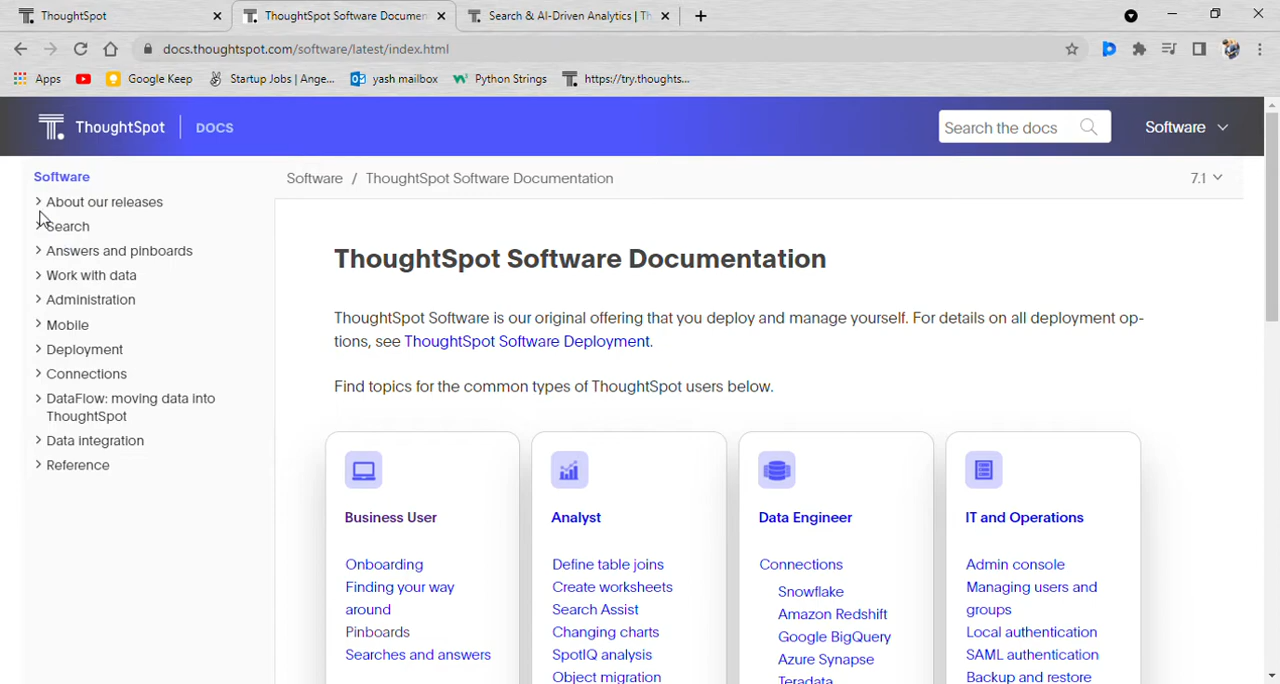 ThoughtSpot
ThoughtSpot Software Documen
Search & AI-Driven Analytics | Th
docs.thoughtspot.com/software/latest/index.html
Apps
Google Keep
Startup Jobs | Ange...
yash mailbox
Python Strings
https://try.thoughts...
ThoughtSpot
DOCS
Search the docs
Software
Software
About our releases
Search
Answers and pinboards
Work with data
Administration
Mobile
Deployment
Connections
DataFlow: moving data into
ThoughtSpot
Data integration
Reference
Software / ThoughtSpot Software Documentation
7.1
ThoughtSpot Software Documentation
ThoughtSpot Software is our original offering that you deploy and manage yourself. For details on all deployment op-
tions, see ThoughtSpot Software Deployment.
Find topics for the common types of ThoughtSpot users below.
Business User
Onboarding
Finding your way
around
Pinboards
Searches and answers
Analyst
Define table joins
Create worksheets
Search Assist
Changing charts
SpotIQ analysis
Object migration
Data Engineer
Connections
Snowflake
Amazon Redshift
Google BigQuery
Azure Synapse
Teradata
IT and Operations
Admin console
Managing users and
groups
Local authentication
SAML authentication
Backup and restore